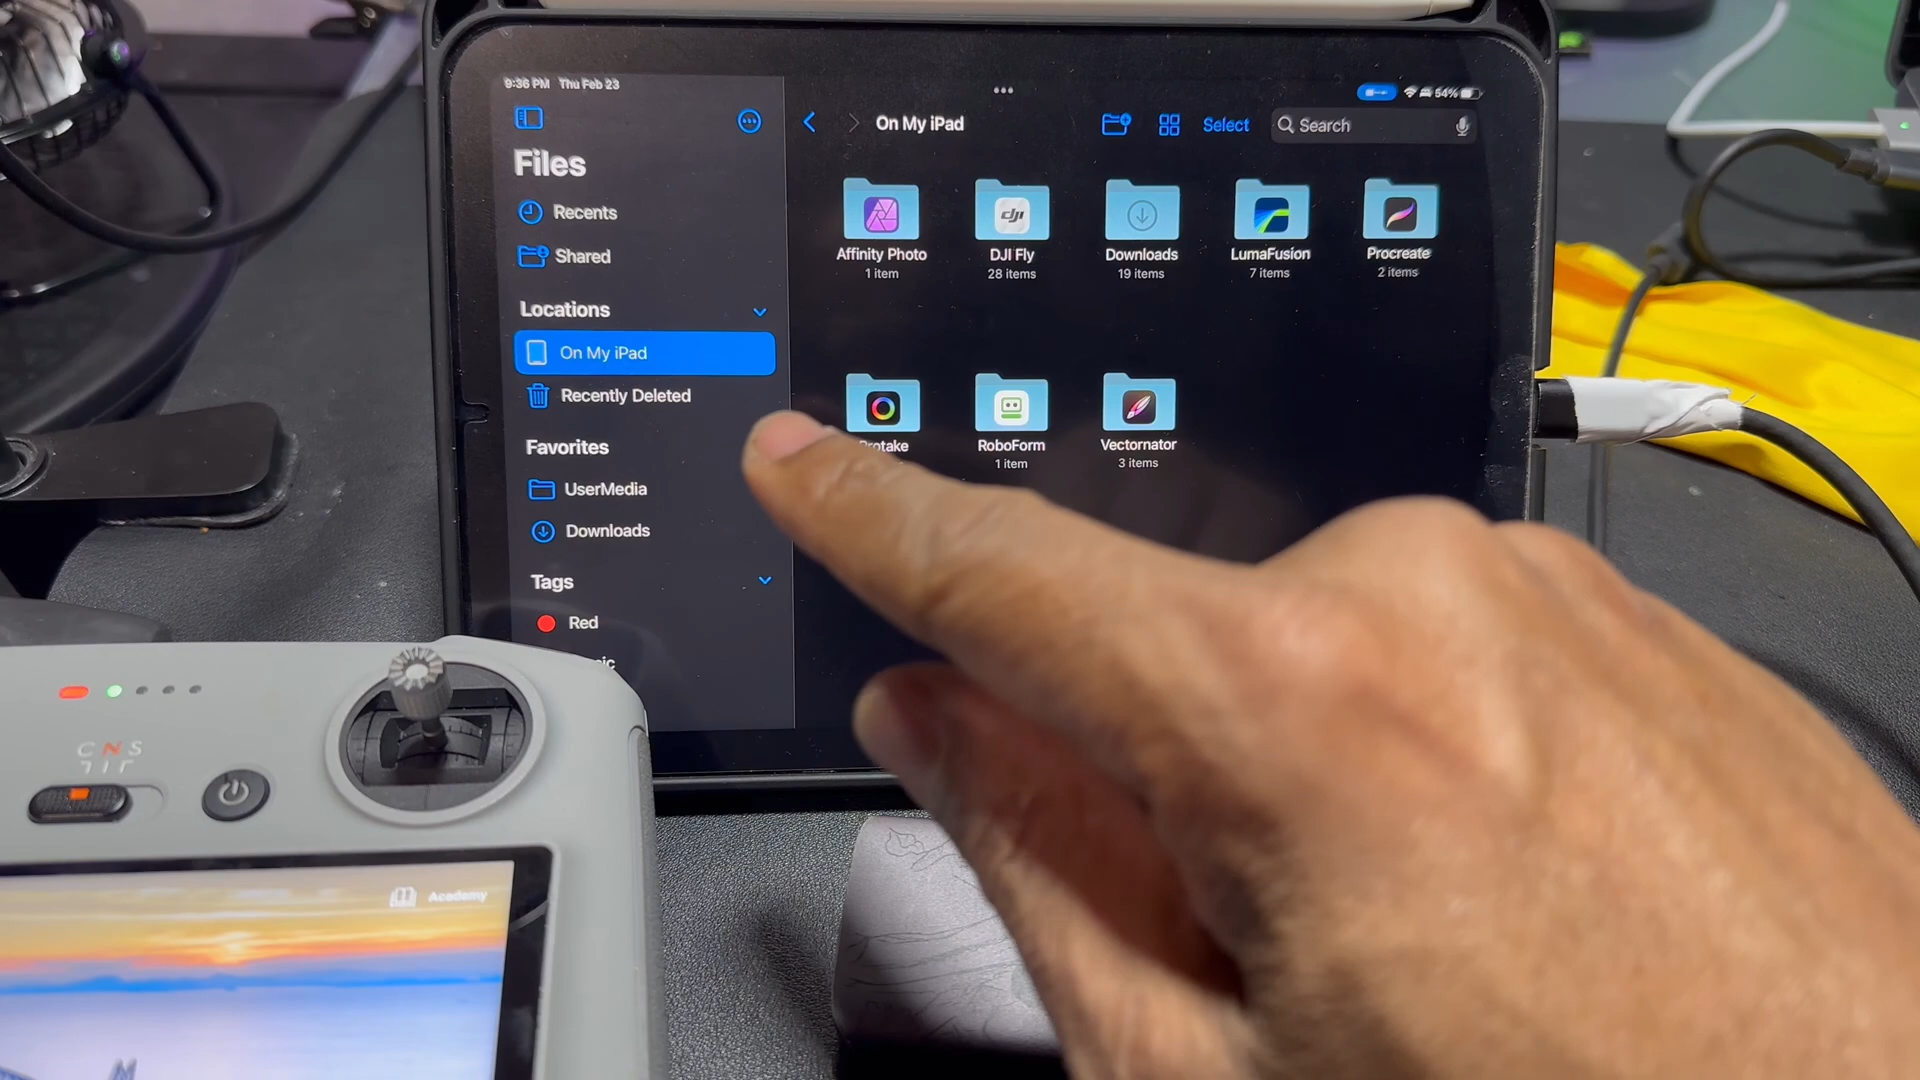 9:36 PM Thu Feb 23
54%
Files
Recents
Shared
Locations
On My iPad
Recently Deleted
Favorites
UserMedia
Downloads
Tags
Red
On My iPad
Select
Search
dji
Affinity Photo
1 item
DJI Fly
28 items
Downloads
19 items
LumaFusion
7 items
Procreate
2 items
RoboForm
1 item
Vectornator
3 items
C N S
Academy